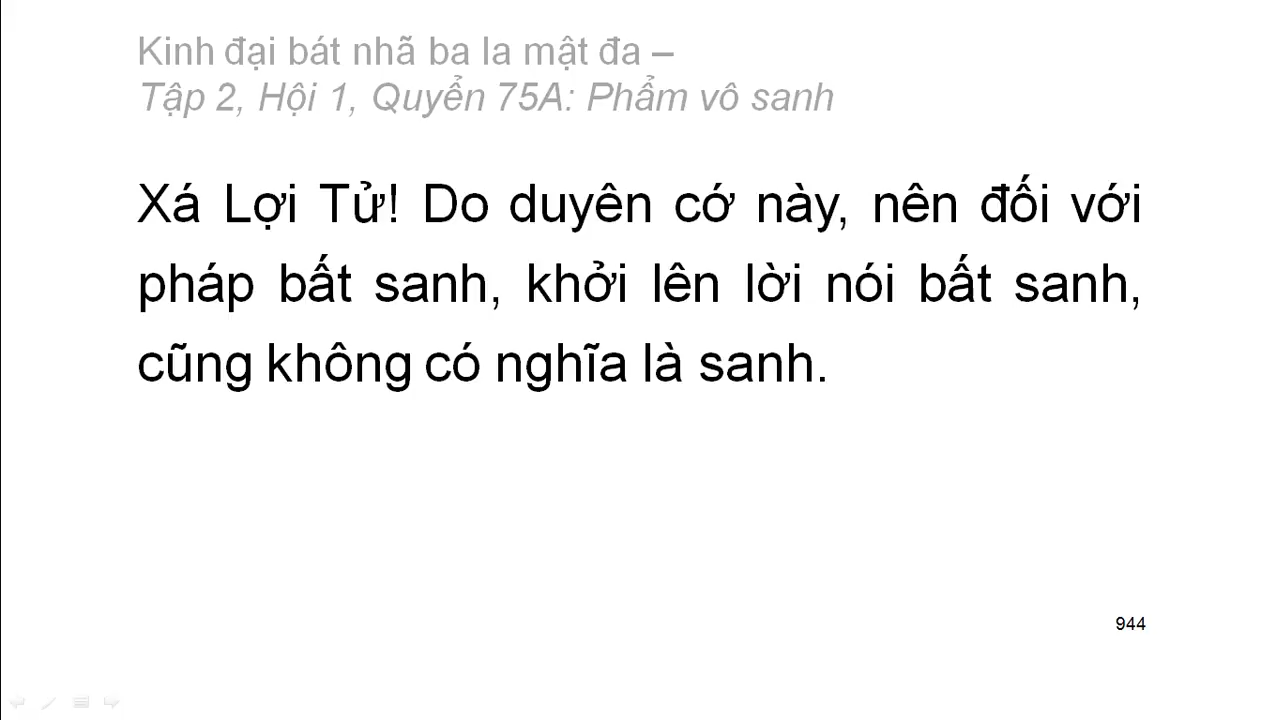 Kinh đại bát nhã ba la mật đa –
Tập 2, Hội 1, Quyển 75A: Phẩm vô sanh
Xá Lợi Tử! Do duyên cớ này, nên đối với
pháp bất sanh, khởi lên lời nói bất sanh,
cũng không có nghĩa là sanh.
944